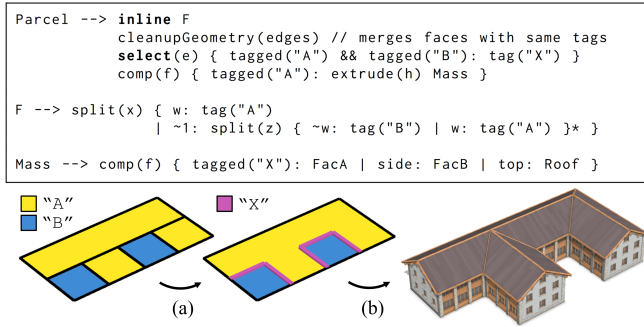 Parcel --> inline F
cleanupGeometry(edges) // merges faces with same tags
select(e) { tagged("A") && tagged("B"): tag("X") }
comp(f) { tagged("A"): extrude(h) Mass }
F --> split(x) { w: tag("A")
| ~1: split(z) { ~w: tag("B") | w: tag("A") }* }
Mass --> comp(f) { tagged("X"): FacA | side: FacB | top: Roof }
"A"
"B"
"X"
(a)
(b)